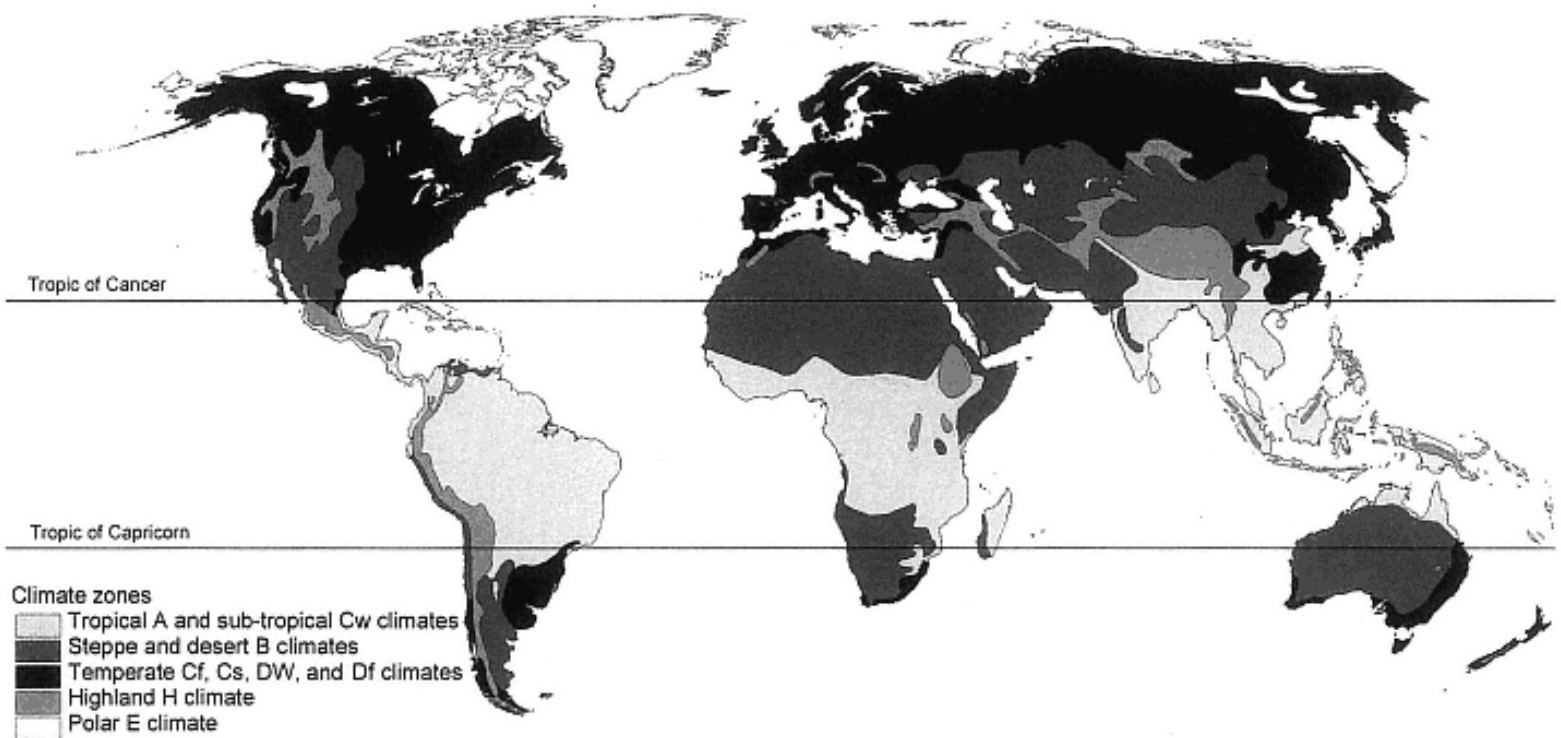 Tropic of Cancer
Tropic of Capricorn
Climate zones
Tropical A and sub-tropical Cw climates
Steppe and desert B climates
Temperate Cf, Cs, DW, and Df climates
Highland H climate
Polar E climate